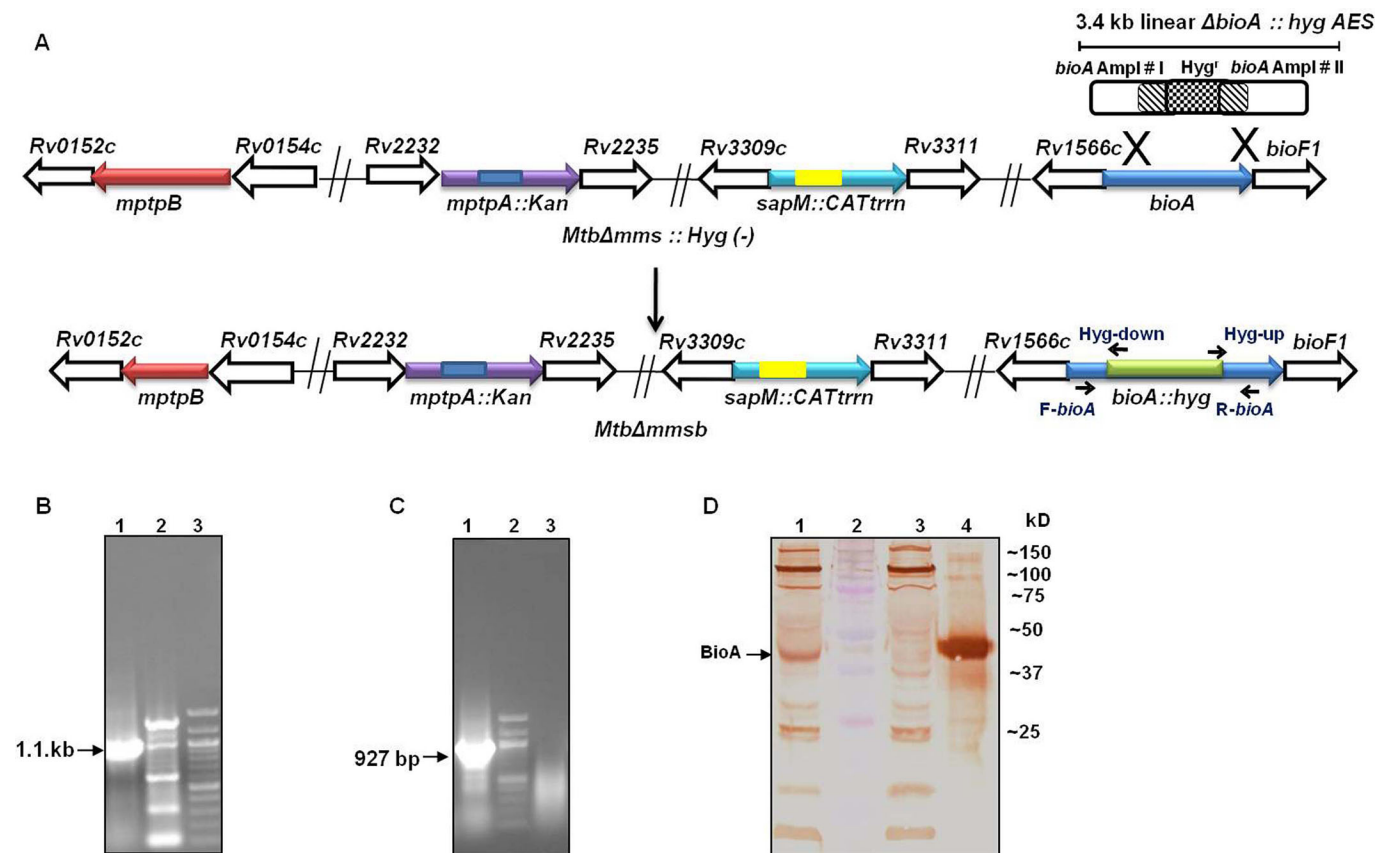 A
3.4 kb linear ΔbioA :: hyg AES
bioA Ampl # I Hygr bioA Ampl # II
Rv0152c Rv0154c Rv2232 Rv2235 Rv3309c Rv3311 Rv1566c X X bioF1
mptpB mptpA::Kan sapM::CATtrrn bioA
MtbΔmms :: Hyg (-)
Rv0152c Rv0154c Rv2232 Rv2235 Rv3309c Rv3311 Rv1566c Hyg-down Hyg-up bioF1
mptpB mptpA::Kan sapM::CATtrrn F-bioA bioA::hyg R-bioA
MtbΔmmsb
B
1 2 3
1.1.kb
C
1 2 3
927 bp
D
1 2 3 4 kD
~150
~100
~75
~50
BioA
~37
~25